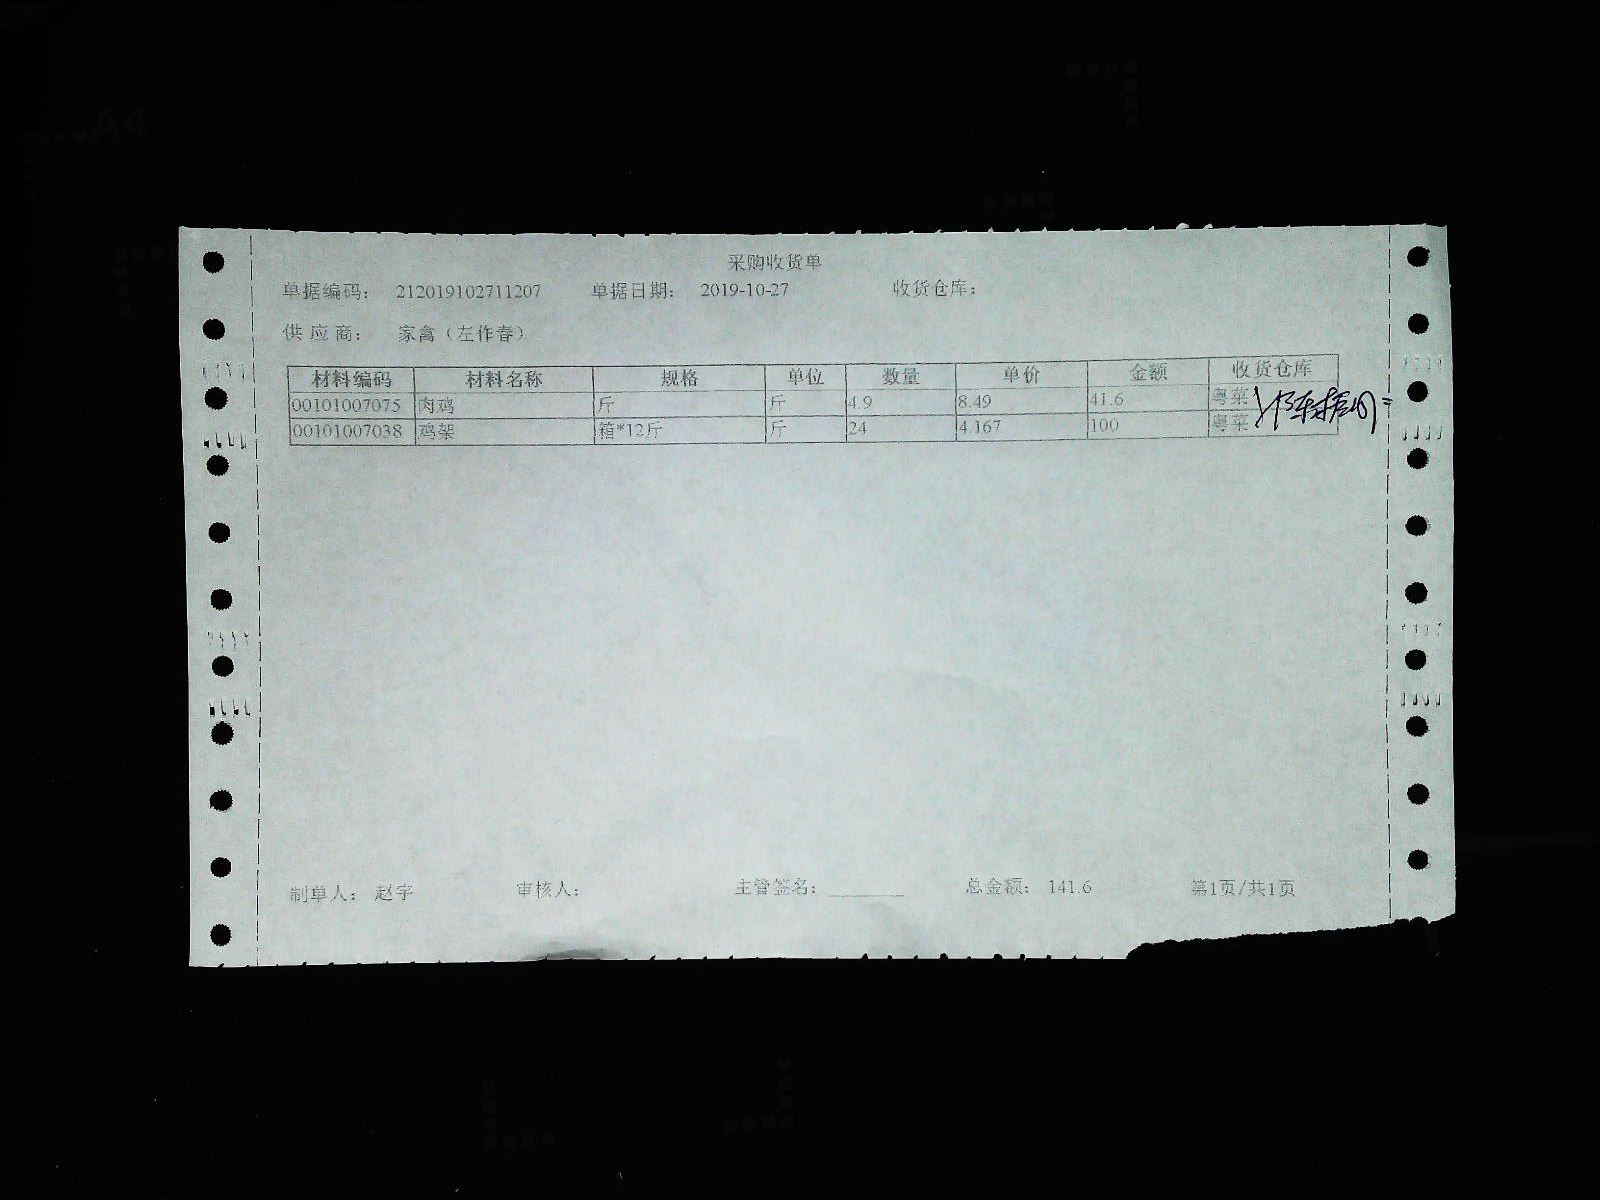 采购收货单
单据编码： 212019102711207 单据日期： 2019-10-27 收货仓库：
供 应 商： 家禽（左作春）
材料编码 材料名称 规格 单位 数量 单价 金额 收货仓库
00101007075 肉鸡 斤 斤 4.9 8.49 41.6 粤菜
00101007038 鸡架 箱*12斤 斤 24 4.167 100 粤菜
制单人： 赵宇 审核人： 主管签名： 总金额： 141.6 第1页/共1页